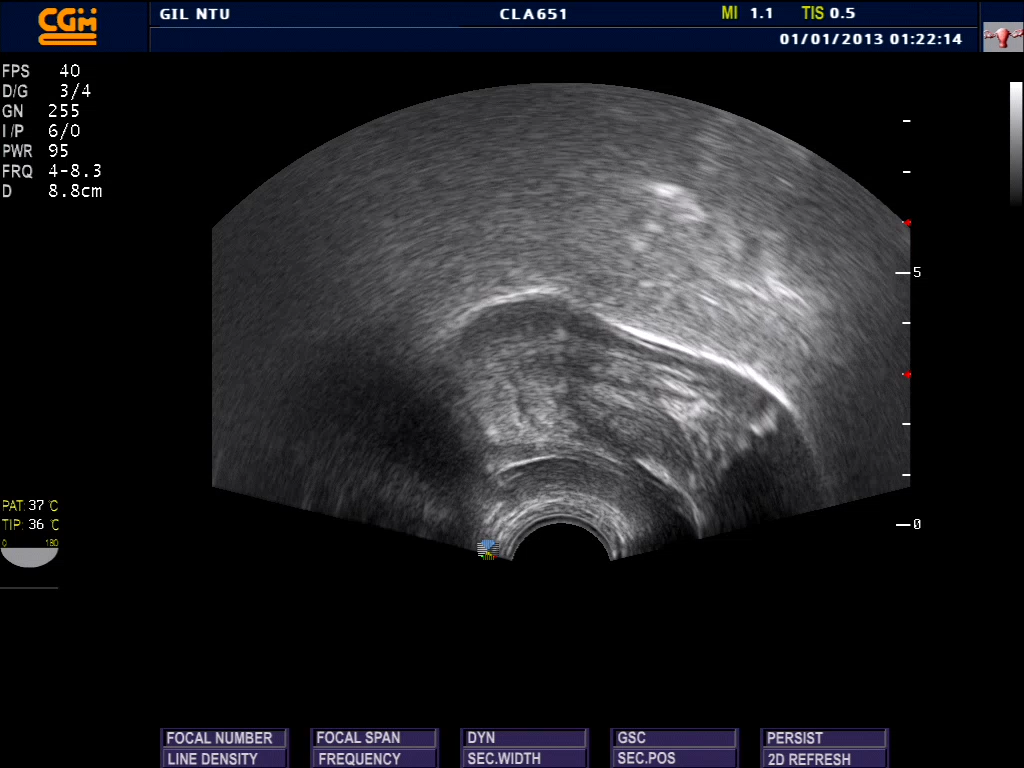 CGM
GIL NTU
CLA651
MI 1.1 TIS 0.5
01/01/2013 01:22:14
FPS 40
D/G 3/4
GN 255
I/P 6/0
PWR 95
FRQ 4-8.3
D 8.8cm
5
PAT: 37 °C
TIP: 36 °C
0 180
0
FOCAL NUMBER
FOCAL SPAN
DYN
GSC
PERSIST
LINE DENSITY
FREQUENCY
SEC.WIDTH
SEC.POS
2D REFRESH